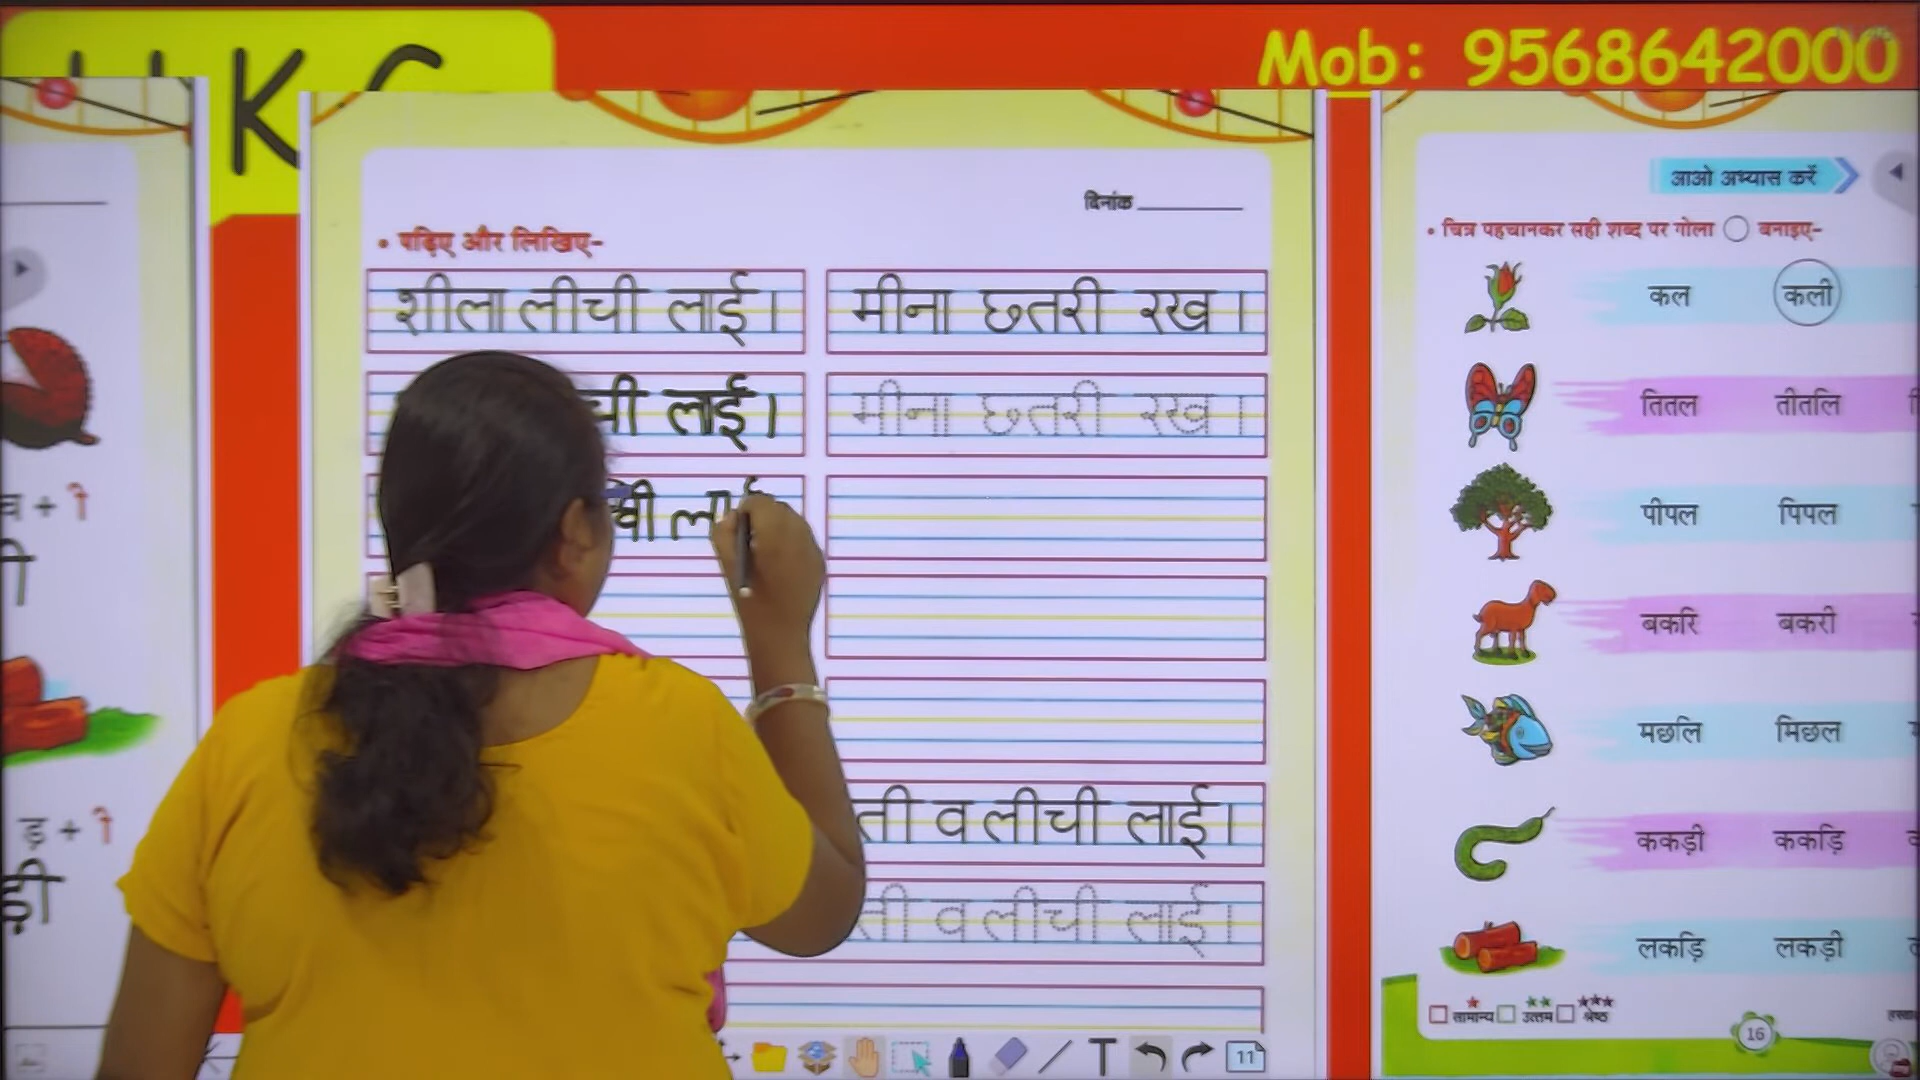 UKG
Mob: 9568642000
दिनांक
• पढ़िए और लिखिए-
शीला लीची लाई।
मीना छतरी रख।
ची लाई।
मीना छतरी रख।
ची ला
ती व लीची लाई।
ती व लीची लाई।
च + ी
ी
ड़ + ी
ड़ी
आओ अभ्यास करें
• चित्र पहचानकर सही शब्द पर गोला बनाइए-
कल कली
तितल तीतलि
पीपल पिपल
बकरि बकरी
मछलि मिछल
ककड़ी ककड़ि
लकड़ि लकड़ी
सामान्य उत्तम श्रेष्ठ
16
T 11